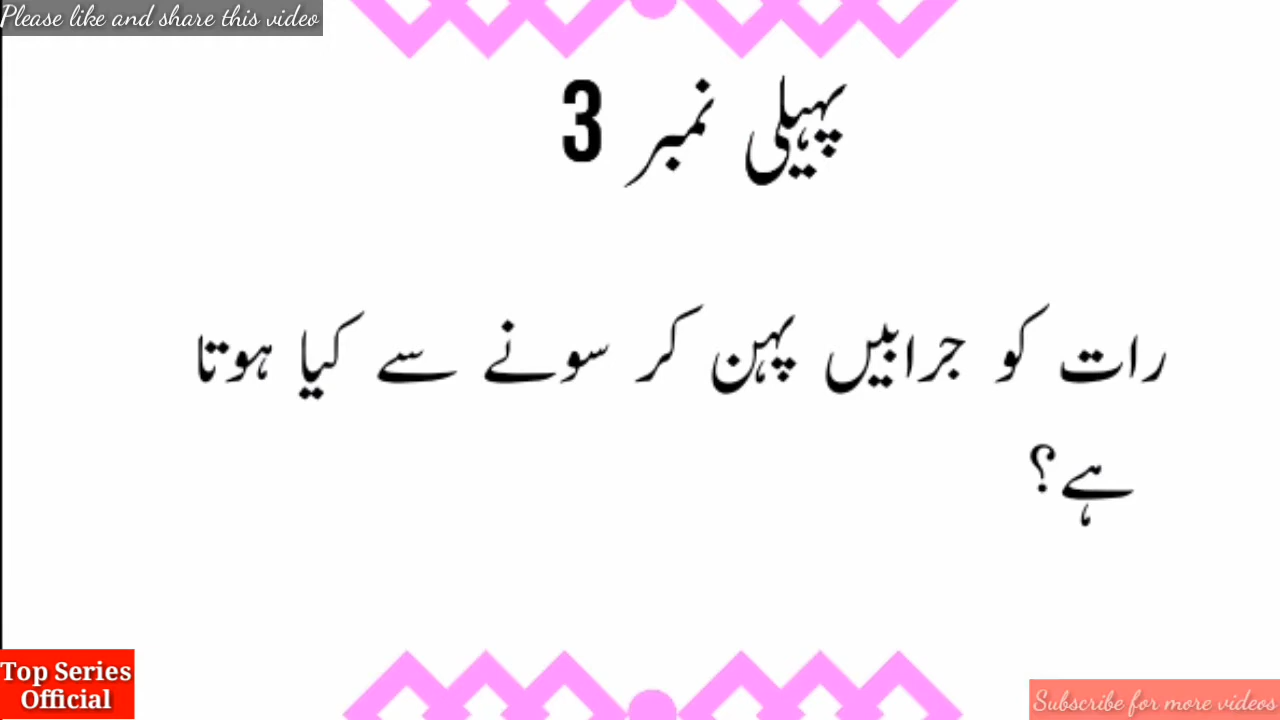 Please like and share this video
پہیلی نمبر 3
رات کو جرابیں پہن کر سونے سے کیا ہوتا
ہے؟
Top Series
Official
Subscribe for more videos